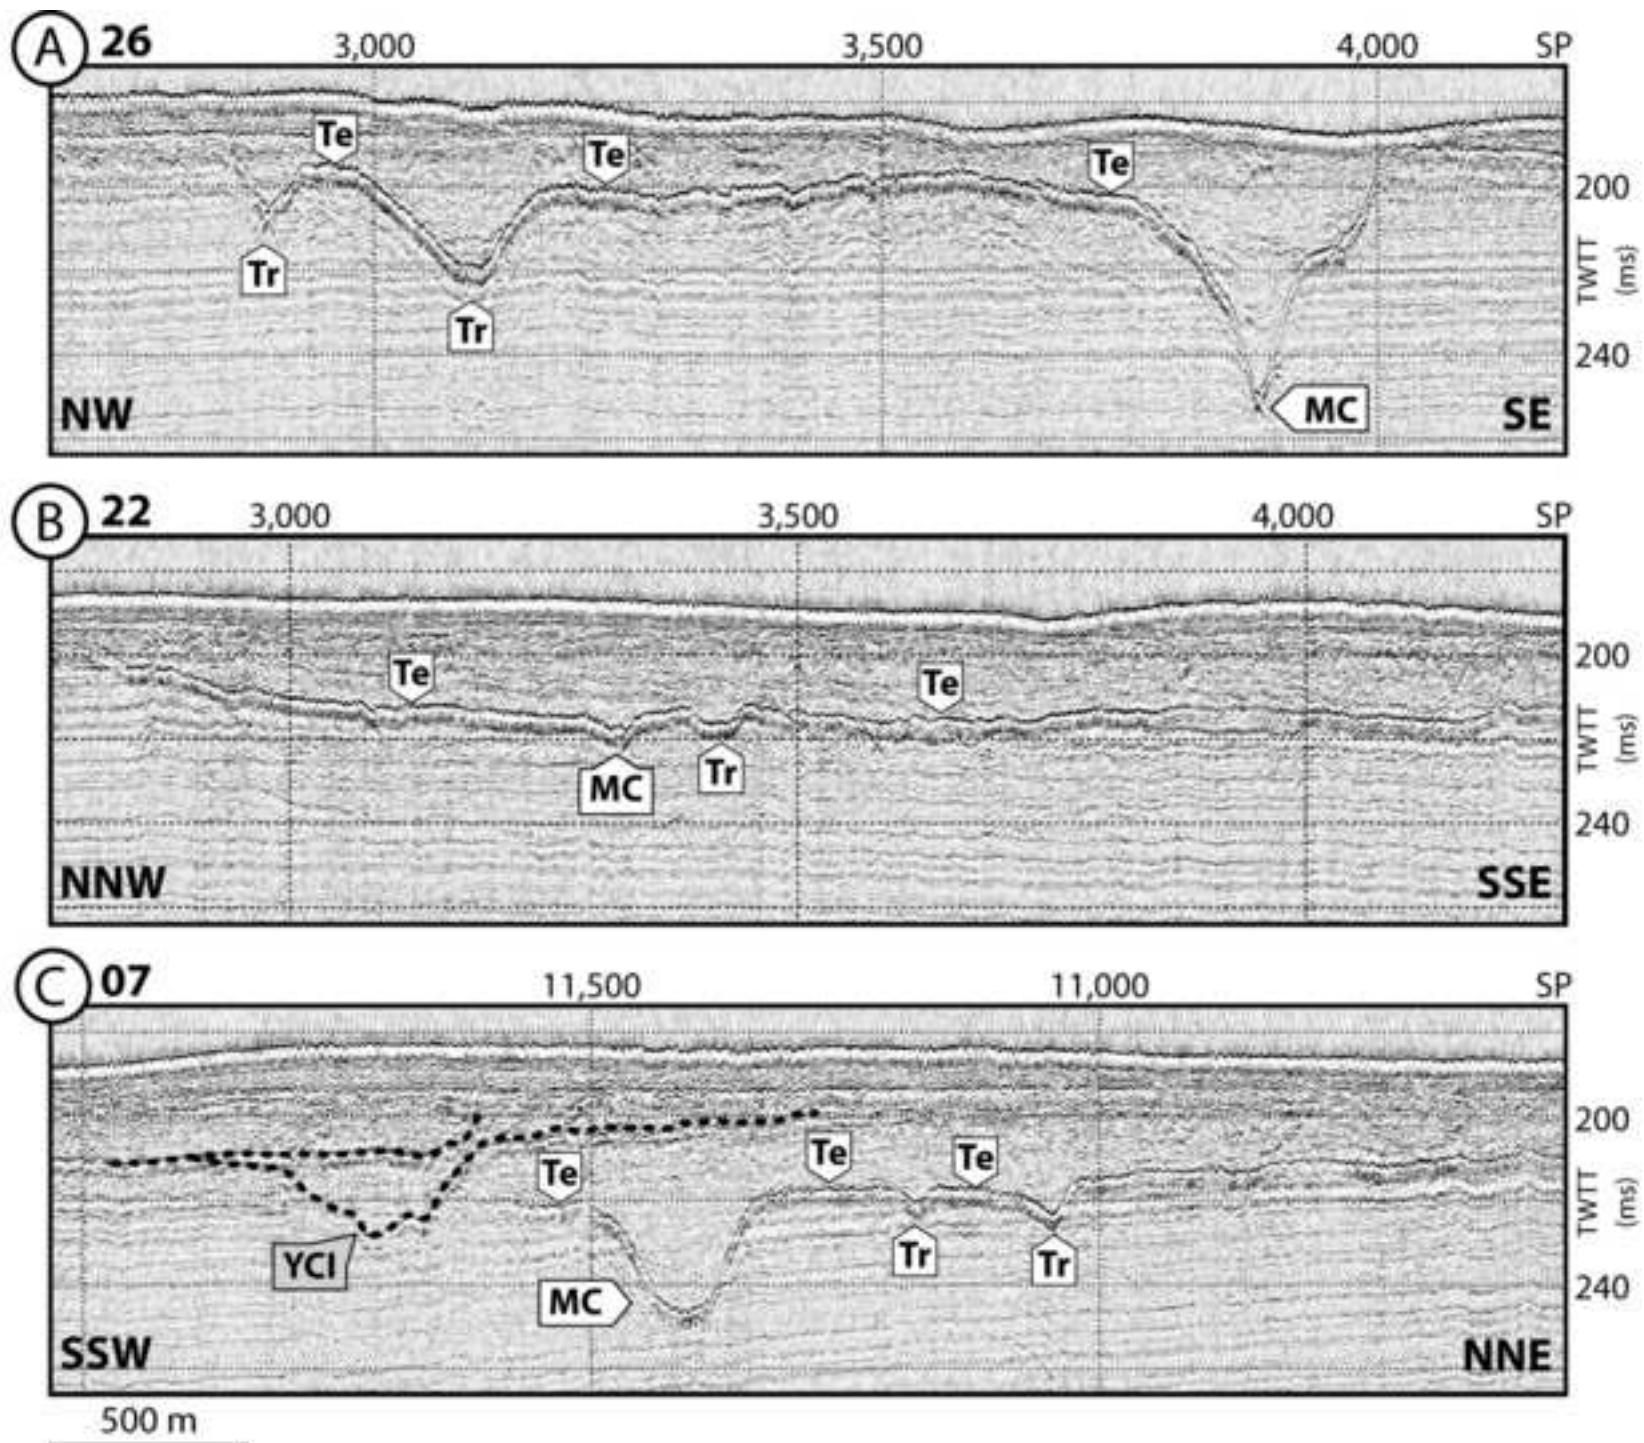 A 26 3,000 3,500 4,000 SP
Te Te Te
200
Tr
TWTT (ms)
Tr
240
NW MC SE
B 22 3,000 3,500 4,000 SP
200
Te Te
TWTT (ms)
MC Tr
240
NNW SSE
C 07 11,500 11,000 SP
200
Te Te Te
TWTT (ms)
YCI Tr Tr
240
MC
SSW NNE
500 m